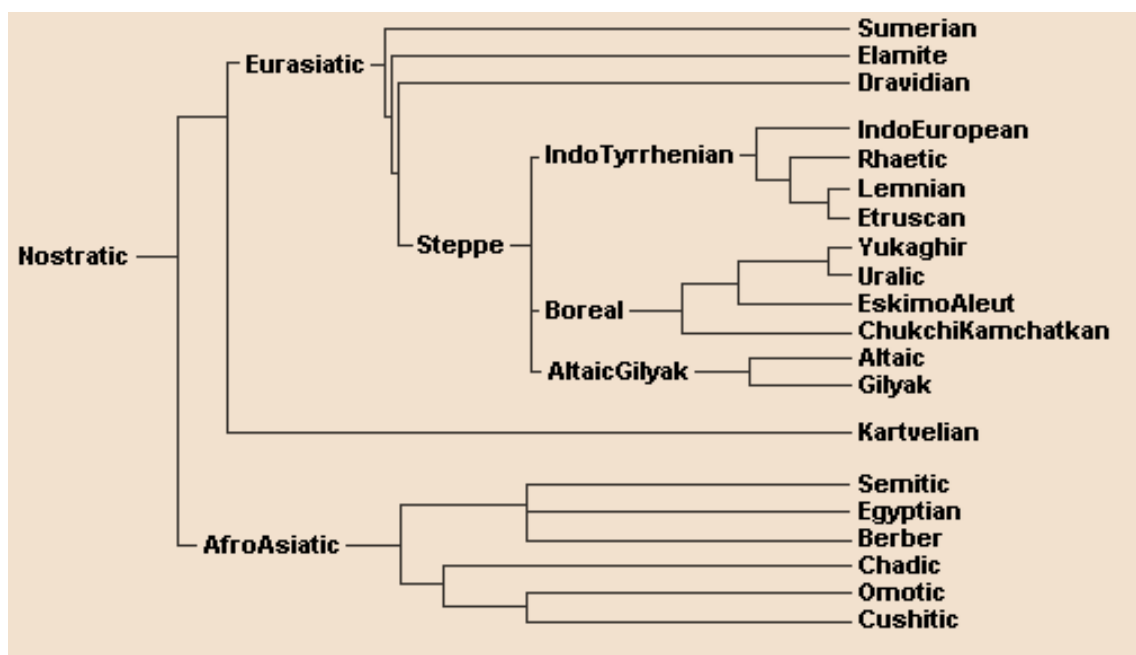 Sumerian
Eurasiatic
Elamite
Dravidian
IndoEuropean
IndoTyrrhenian
Rhaetic
Lemnian
Etruscan
Steppe
Yukaghir
Nostratic
Uralic
Boreal
EskimoAleut
ChukchiKamchatkan
AltaicGilyak
Altaic
Gilyak
Kartvelian
Semitic
Egyptian
AfroAsiatic
Berber
Chadic
Omotic
Cushitic